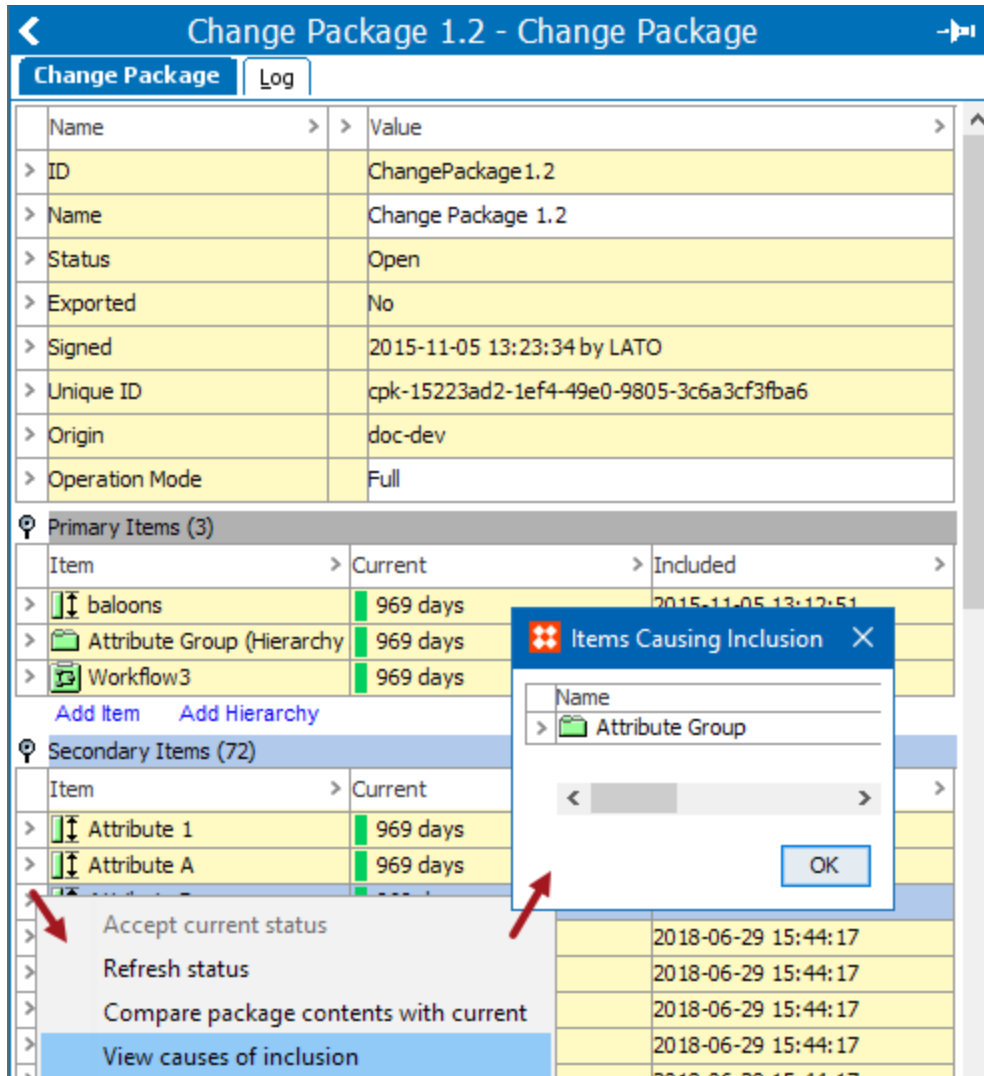 Change Package 1.2 - Change Package
Change Package Log
Name Value
ID ChangePackage1.2
Name Change Package 1.2
Status Open
Exported No
Signed 2015-11-05 13:23:34 by LATO
Unique ID cpk-15223ad2-1ef4-49e0-9805-3c6a3cf3fba6
Origin doc-dev
Operation Mode Full
Primary Items (3)
Item Current Included
baloons 969 days 2015-11-05 13:12:51
Attribute Group (Hierarchy 969 days
Workflow3 969 days
Add Item Add Hierarchy
Items Causing Inclusion
Name
Attribute Group
OK
Secondary Items (72)
Item Current
Attribute 1 969 days
Attribute A 969 days
Accept current status
Refresh status
Compare package contents with current
View causes of inclusion
2018-06-29 15:44:17
2018-06-29 15:44:17
2018-06-29 15:44:17
2018-06-29 15:44:17